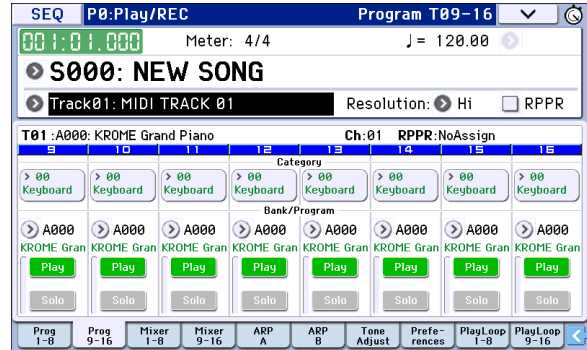 SEQ P0:Play/REC Program T09-16
001:01.000 Meter: 4/4 ♩= 120.00
S000: NEW SONG
Track01: MIDI TRACK 01 Resolution: Hi RPPR
T01 :A000: KROME Grand Piano Ch:01 RPPR:NoAssign
9 10 11 12 13 14 15 16
Category
> 00 > 00 > 00 > 00 > 00 > 00 > 00 > 00
Keyboard Keyboard Keyboard Keyboard Keyboard Keyboard Keyboard Keyboard
Bank/Program
A000 A000 A000 A000 A000 A000 A000 A000
KROME Gran KROME Gran KROME Gran KROME Gran KROME Gran KROME Gran KROME Gran KROME Gran
Play Play Play Play Play Play Play Play
Solo Solo Solo Solo Solo Solo Solo Solo
Prog Prog Mixer Mixer ARP ARP Tone Prefe- PlayLoop PlayLoop
1-8 9-16 1-8 9-16 A B Adjust rences 1-8 9-16